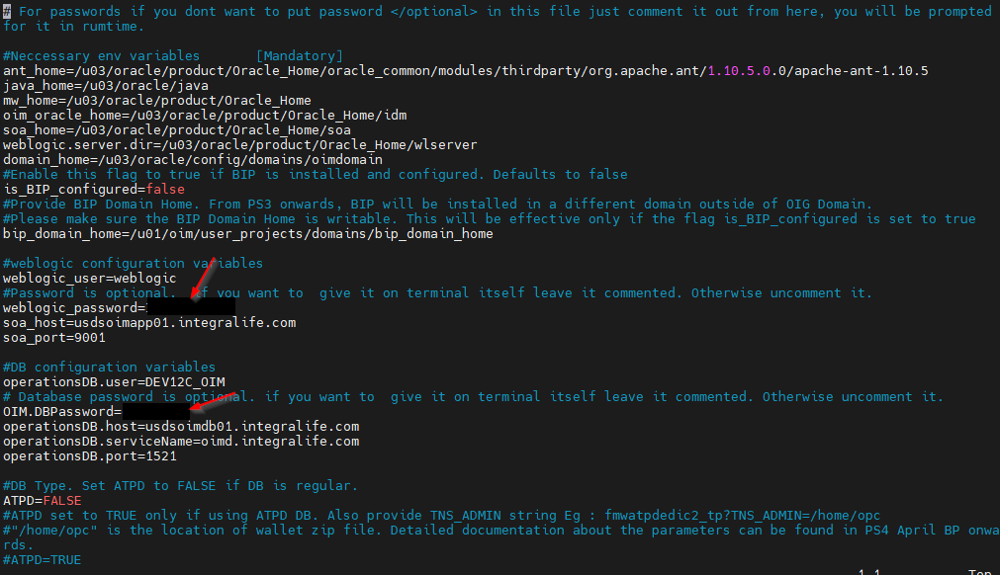 # For passwords if you dont want to put password </optional> in this file just comment it out from here, you will be prompted
for it in runtime.
#Neccessary env variables       [Mandatory]
ant_home=/u03/oracle/product/Oracle_Home/oracle_common/modules/thirdparty/org.apache.ant/1.10.5.0.0/apache-ant-1.10.5
java_home=/u03/oracle/java
mw_home=/u03/oracle/product/Oracle_Home
oim_oracle_home=/u03/oracle/product/Oracle_Home/idm
soa_home=/u03/oracle/product/Oracle_Home/soa
weblogic.server.dir=/u03/oracle/product/Oracle_Home/wlserver
domain_home=/u03/oracle/config/domains/oimdomain
#Enable this flag to true if BIP is installed and configured. Defaults to false
is_BIP_configured=false
#Provide BIP Domain Home. From PS3 onwards, BIP will be installed in a different domain outside of OIG Domain.
#Please make sure the BIP Domain Home is writable. This will be effective only if the flag is_BIP_configured is set to true
bip_domain_home=/u01/oim/user_projects/domains/bip_domain_home
#weblogic configuration variables
weblogic_user=weblogic
#Password is optional.  if you want to  give it on terminal itself leave it commented. Otherwise uncomment it.
weblogic_password=
soa_host=usdsoimapp01.integralife.com
soa_port=9001
#DB configuration variables
operationsDB.user=DEV12C_OIM
# Database password is optional. if you want to  give it on terminal itself leave it commented. Otherwise uncomment it.
OIM.DBPassword=
operationsDB.host=usdsoimdb01.integralife.com
operationsDB.serviceName=oimd.integralife.com
operationsDB.port=1521
#DB Type. Set ATPD to FALSE if DB is regular.
ATPD=FALSE
#ATPD set to TRUE only if using ATPD DB. Also provide TNS_ADMIN string Eg : fmwatpdedic2_tp?TNS_ADMIN=/home/opc
#"/home/opc" is the location of wallet zip file. Detailed documentation about the parameters can be found in PS4 April BP onwa
rds.
#ATPD=TRUE